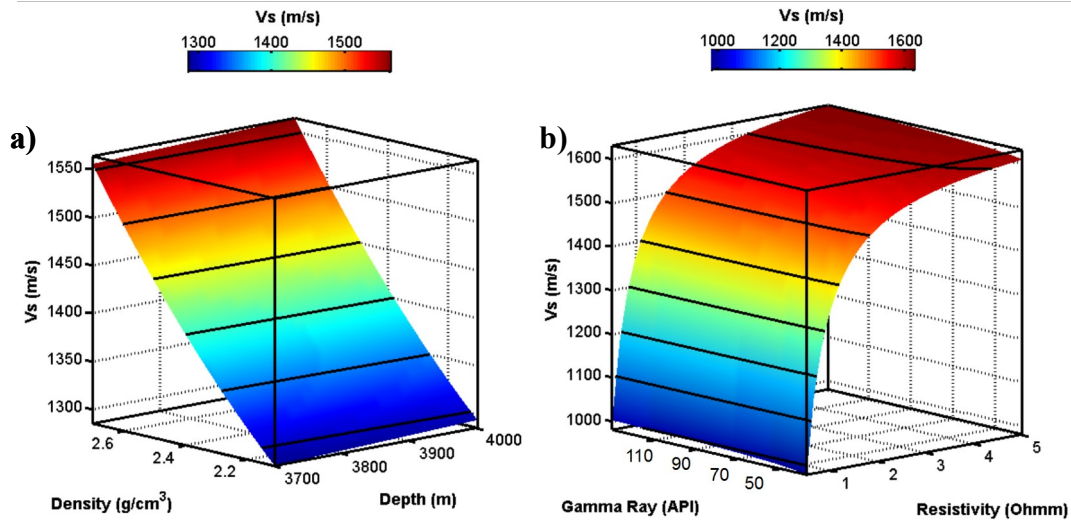 Vs (m/s)
1300 1400 1500
a)
1550
1500
1450
1400
1350
1300
Vs (m/s)
2.6
2.4
2.2
Density (g/cm³)
3700
3800
3900
4000
Depth (m)
Vs (m/s)
1000 1200 1400 1600
b)
1600
1500
1400
1300
1200
1100
1000
Vs (m/s)
110
90
70
50
Gamma Ray (API)
1
2
3
4
5
Resistivity (Ohmm)